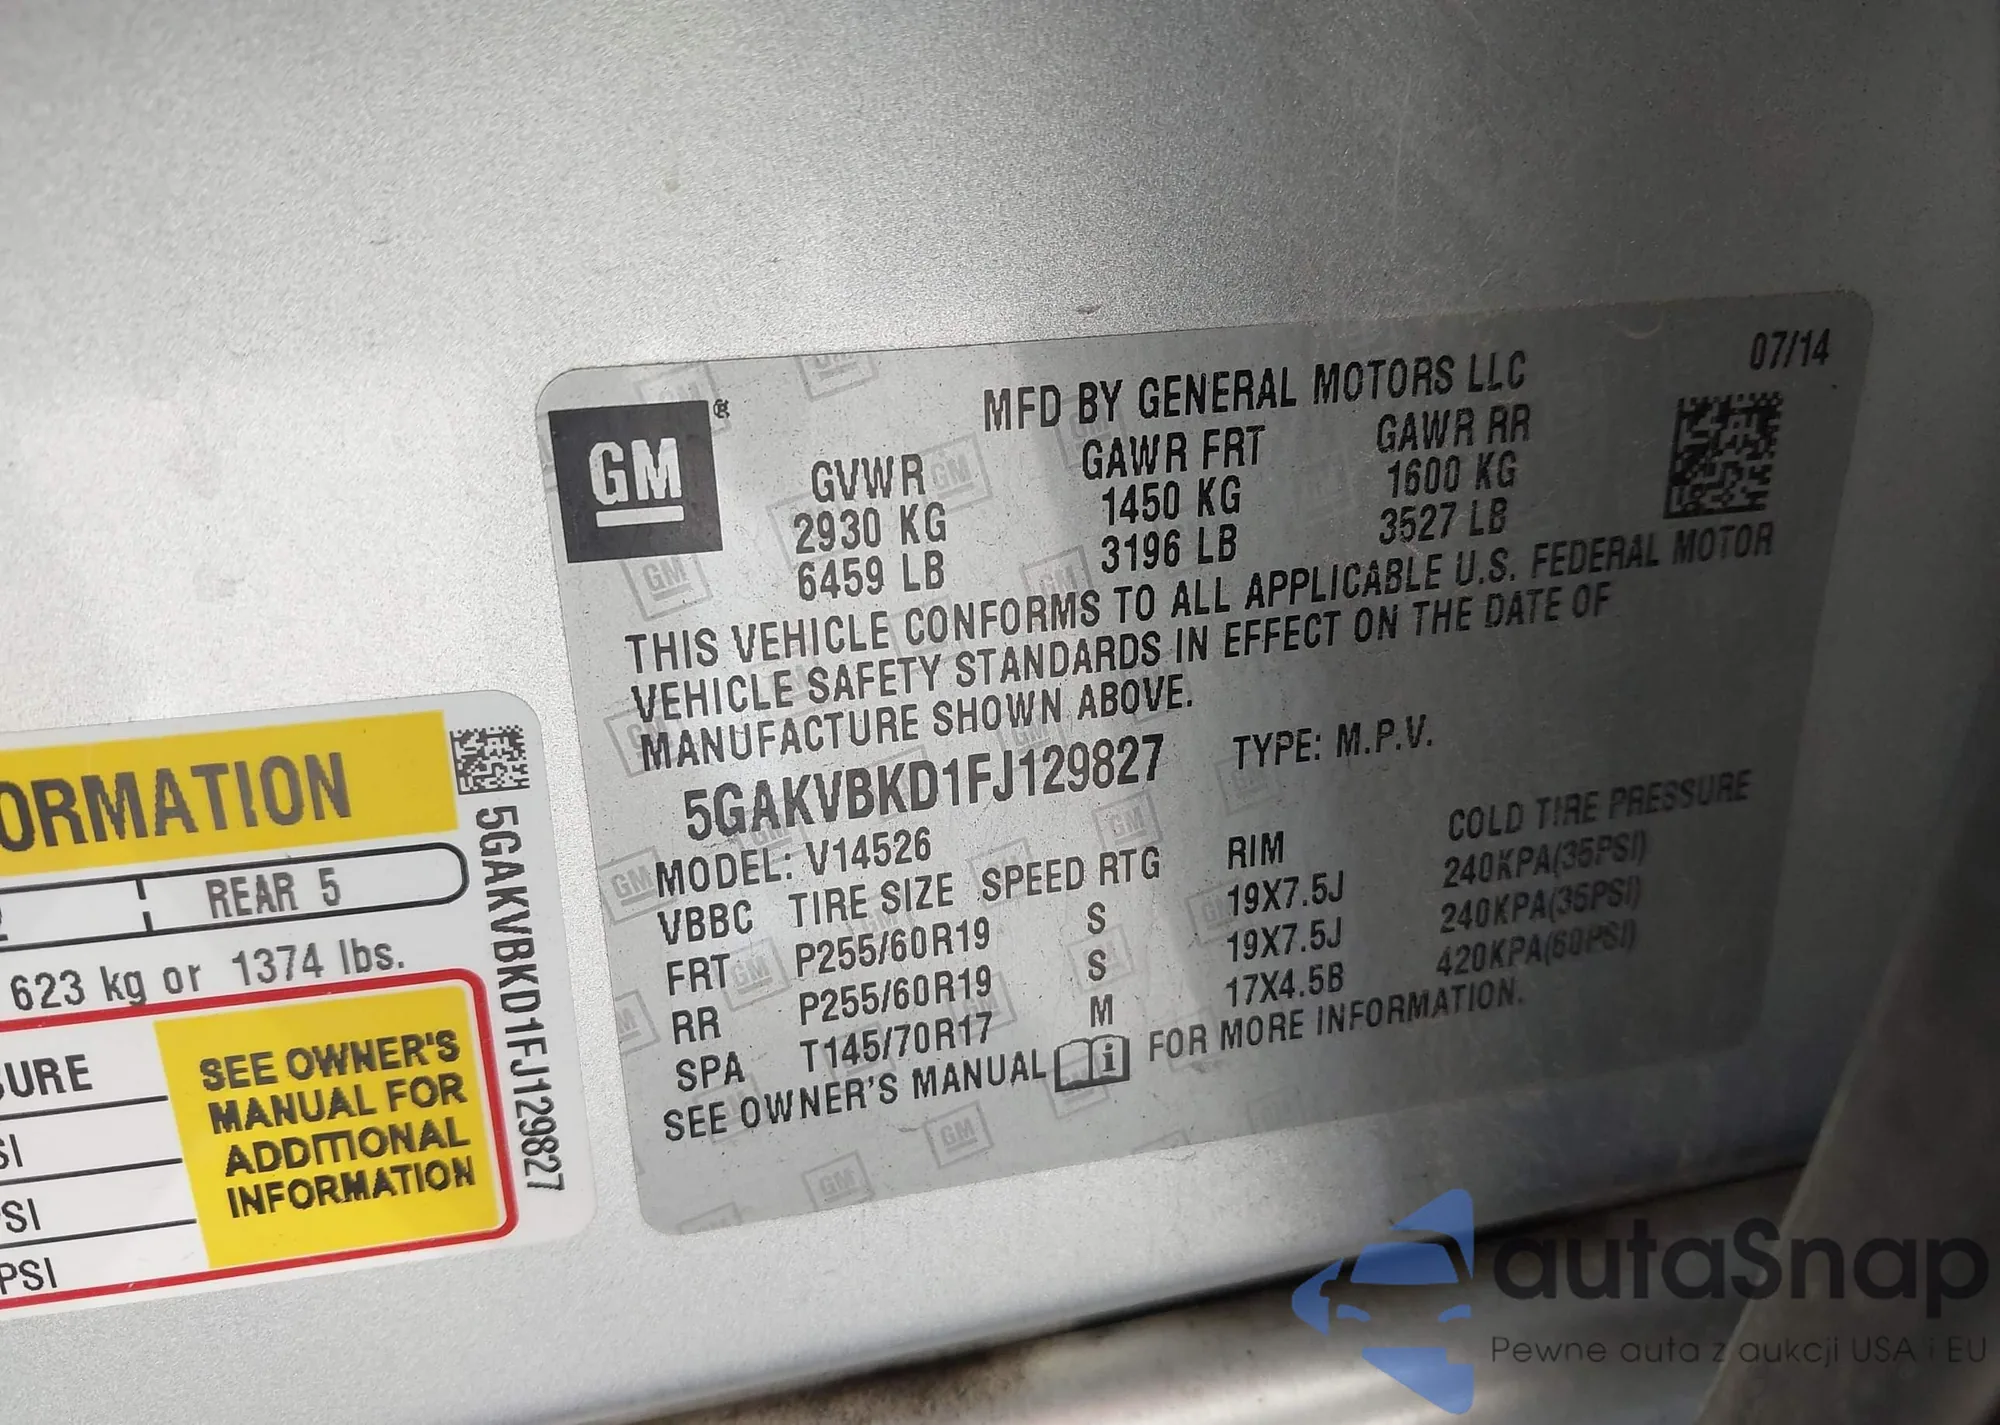 07/14
MFD BY GENERAL MOTORS LLC
GM
GVWR GAWR FRT GAWR RR
2930 KG 1450 KG 1600 KG
6459 LB 3196 LB 3527 LB
THIS VEHICLE CONFORMS TO ALL APPLICABLE U.S. FEDERAL MOTOR
VEHICLE SAFETY STANDARDS IN EFFECT ON THE DATE OF
MANUFACTURE SHOWN ABOVE.
5GAKVBKD1FJ129827 TYPE: M.P.V.
MODEL: V14526
VBBC TIRE SIZE SPEED RTG RIM COLD TIRE PRESSURE
FRT P255/60R19 S 19X7.5J 240KPA(35PSI)
RR P255/60R19 S 19X7.5J 240KPA(35PSI)
SPA T145/70R17 M 17X4.5B 420KPA(60PSI)
SEE OWNER'S MANUAL FOR MORE INFORMATION.
ORMATION
REAR 5
623 kg or 1374 lbs.
SURE
SI
SI
PSI
SEE OWNER'S
MANUAL FOR
ADDITIONAL
INFORMATION
5GAKVBKD1FJ129827
autaSnap
Pewne auta z aukcji USA i EU